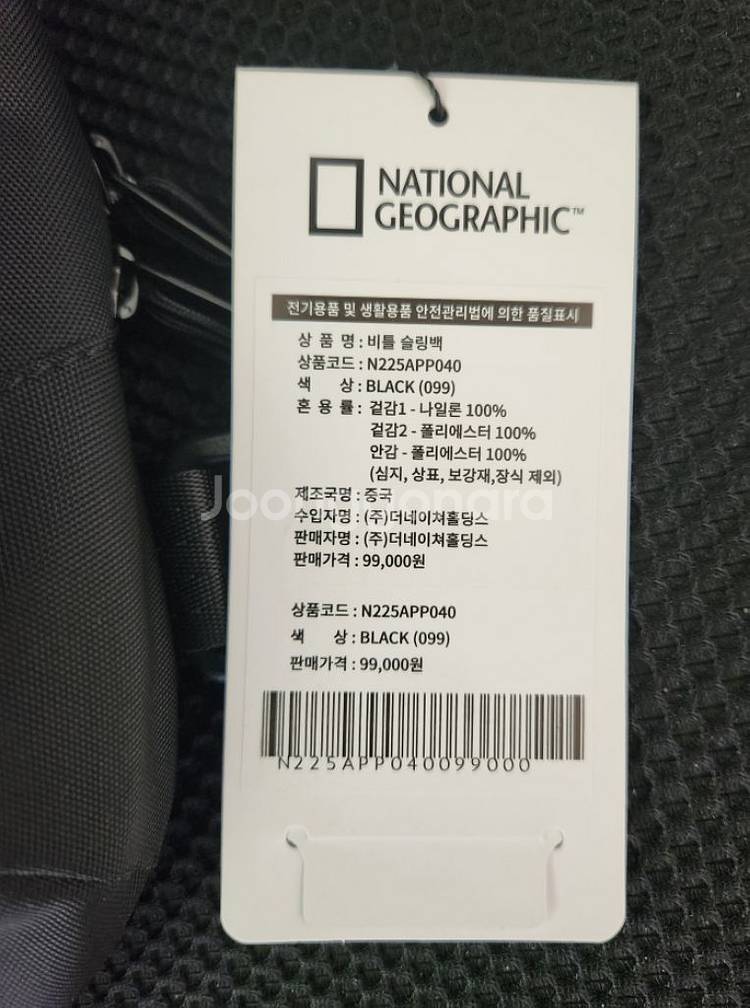 NATIONAL
GEOGRAPHIC™
전기용품 및 생활용품 안전관리법에 의한 품질표시
상 품 명 : 비틀 슬링백
상품코드 : N225APP040
색 상 : BLACK (099)
혼 용 률 : 겉감1 - 나일론 100%
겉감2 - 폴리에스터 100%
안감 - 폴리에스터 100%
(심지, 상표, 보강재,장식 제외)
제조국명 : 중국
Joonggonara
수입자명 : (주)더네이쳐홀딩스
판매자명 : (주)더네이쳐홀딩스
판매가격 : 99,000원
상품코드 : N225APP040
색 상 : BLACK (099)
판매가격 : 99,000원
N225APP040099000